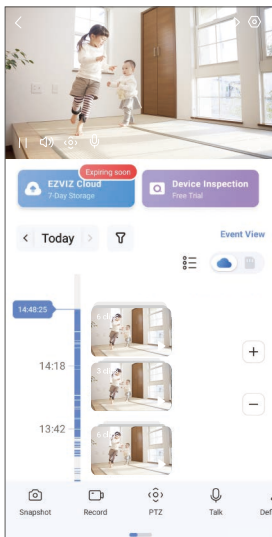 Expiring soon
EZVIZ Cloud
7-Day Storage
Device Inspection
Free Trial
Today
Event View
14:48:25
14:18
13:42
Snapshot
Record
PTZ
Talk